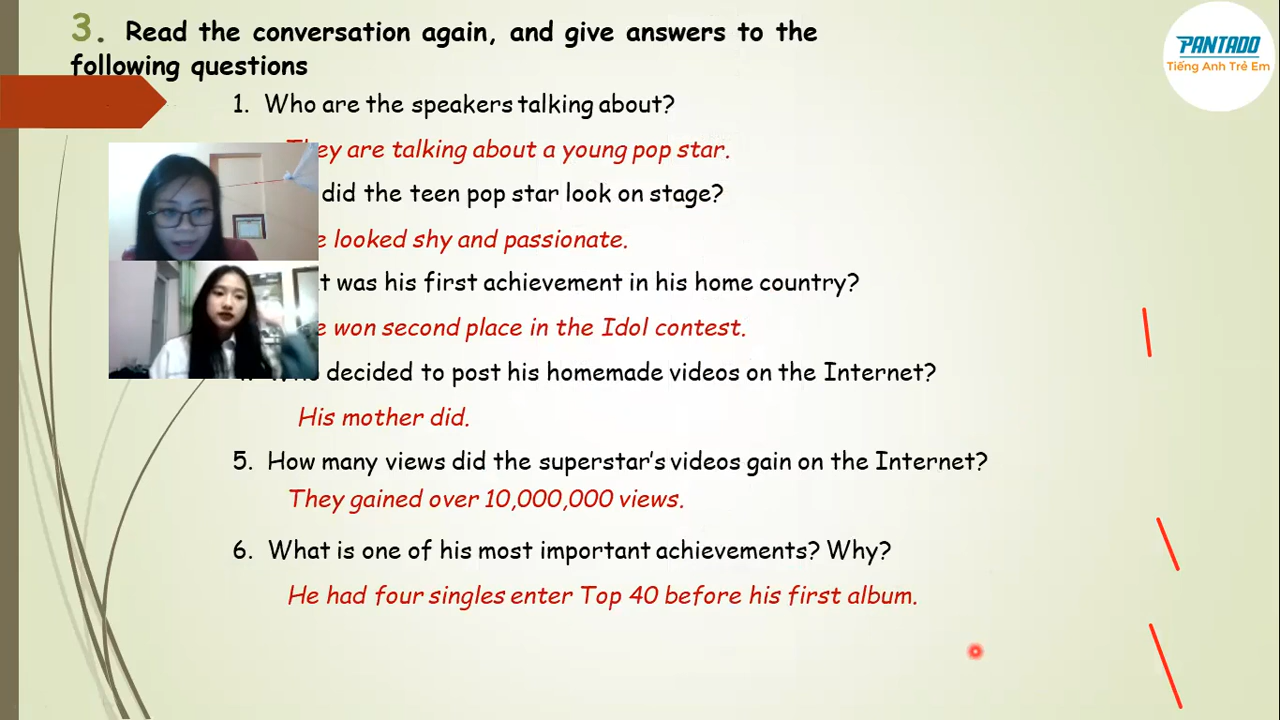 3. Read the conversation again, and give answers to the
following questions
PANTADO
Tiếng Anh Trẻ Em
1. Who are the speakers talking about?
They are talking about a young pop star.
did the teen pop star look on stage?
looked shy and passionate.
was his first achievement in his home country?
won second place in the Idol contest.
decided to post his homemade videos on the Internet?
His mother did.
5. How many views did the superstar's videos gain on the Internet?
They gained over 10,000,000 views.
6. What is one of his most important achievements? Why?
He had four singles enter Top 40 before his first album.